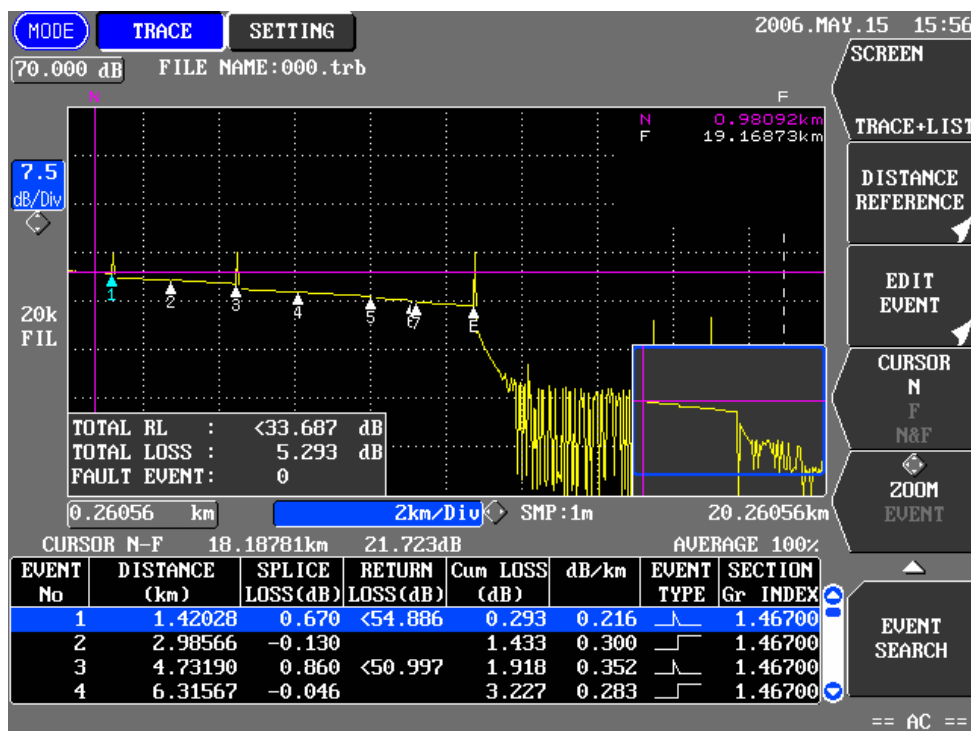 MODE TRACE SETTING 2006.MAY.15 15:56
70.000 dB FILE NAME:000.trb
SCREEN
TRACE+LIST
N F
N 0.98092km
F 19.16873km
7.5
dB/Div
DISTANCE
REFERENCE
1 2 3 4 5 6 7 E
EDIT
EVENT
20k
FIL
CURSOR
N
F
N&F
TOTAL RL : <33.687 dB
TOTAL LOSS : 5.293 dB
FAULT EVENT: 0
ZOOM
EVENT
0.26056 km 2km/Div SMP:1m 20.26056km
CURSOR N-F 18.18781km 21.723dB AVERAGE 100%
EVENT DISTANCE SPLICE RETURN Cum LOSS dB/km EVENT SECTION
No (km) LOSS(dB) LOSS(dB) (dB) TYPE Gr INDEX
1 1.42028 0.670 <54.886 0.293 0.216 1.46700
2 2.98566 -0.130 1.433 0.300 1.46700
3 4.73190 0.860 <50.997 1.918 0.352 1.46700
4 6.31567 -0.046 3.227 0.283 1.46700
EVENT
SEARCH
== AC ==